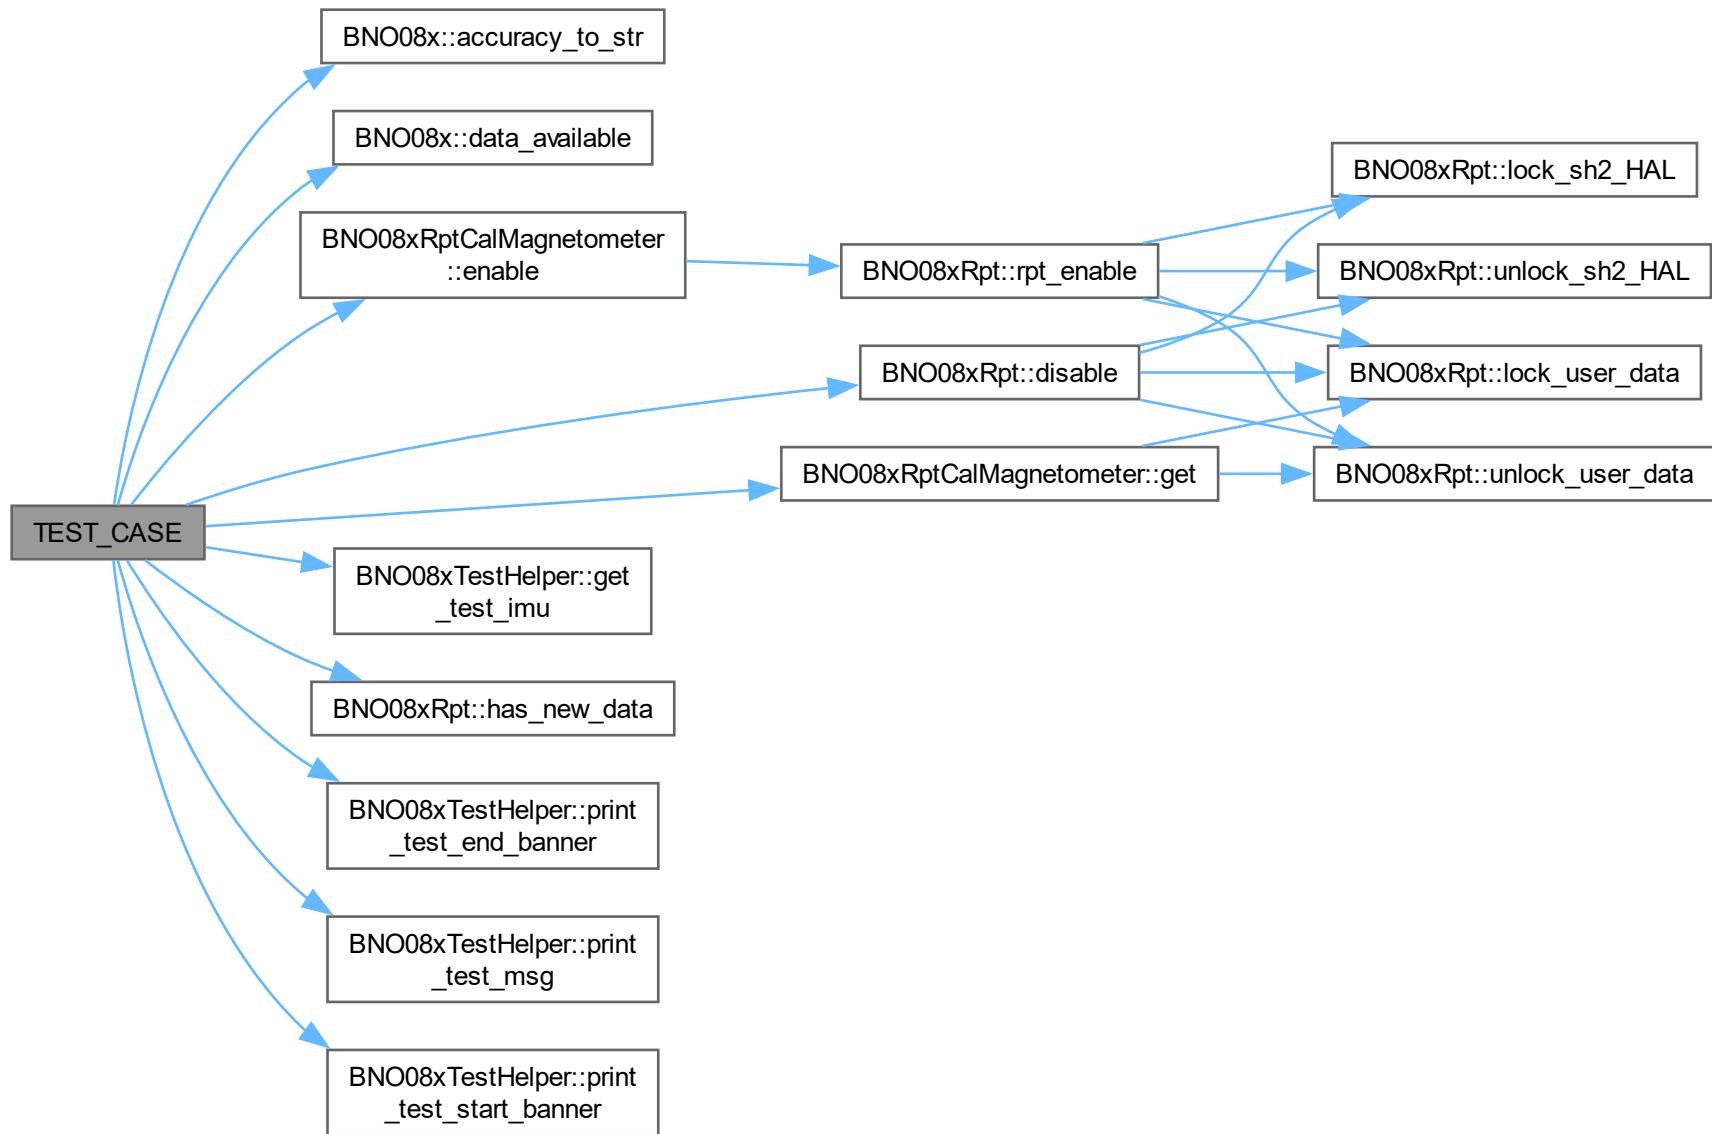 BNO08x::accuracy_to_str
BNO08x::data_available
BNO08xRptCalMagnetometer
::enable
BNO08xRpt::rpt_enable
BNO08xRpt::lock_sh2_HAL
BNO08xRpt::unlock_sh2_HAL
BNO08xRpt::disable
BNO08xRpt::lock_user_data
BNO08xRptCalMagnetometer::get
BNO08xRpt::unlock_user_data
TEST_CASE
BNO08xTestHelper::get
_test_imu
BNO08xRpt::has_new_data
BNO08xTestHelper::print
_test_end_banner
BNO08xTestHelper::print
_test_msg
BNO08xTestHelper::print
_test_start_banner